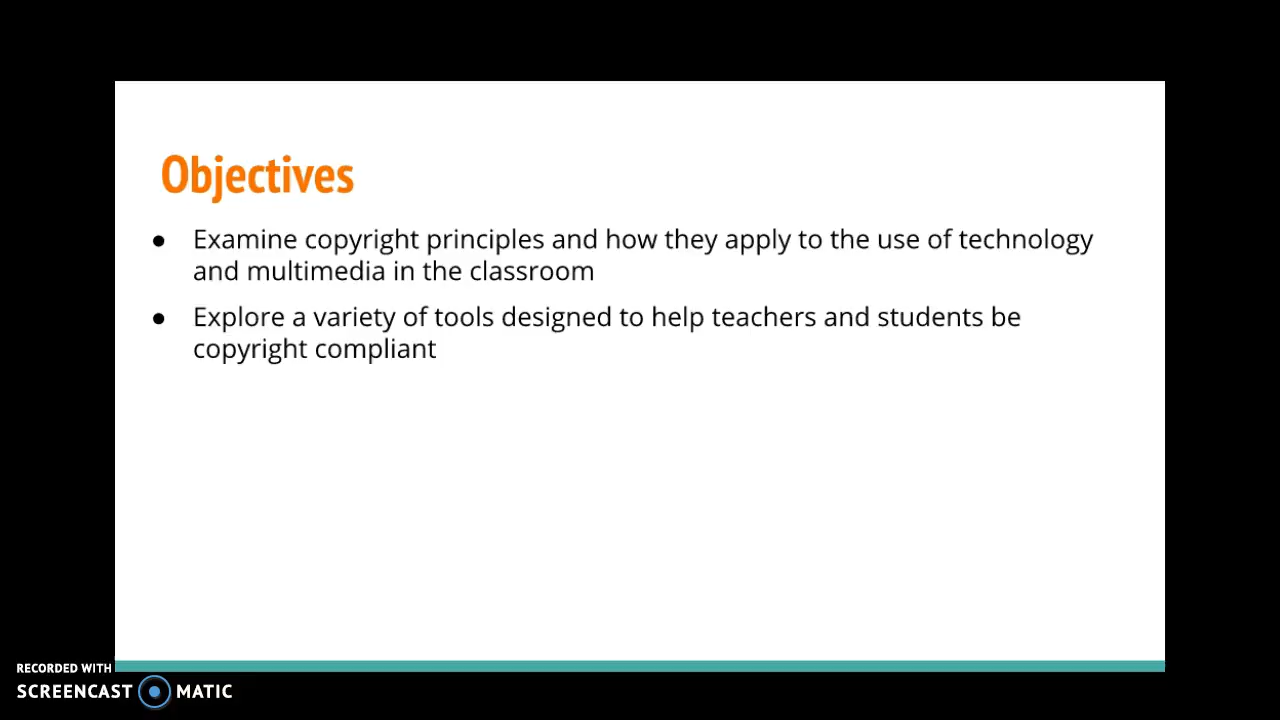 Objectives
● Examine copyright principles and how they apply to the use of technology
and multimedia in the classroom
● Explore a variety of tools designed to help teachers and students be
copyright compliant
RECORDED WITH
SCREENCAST MATIC